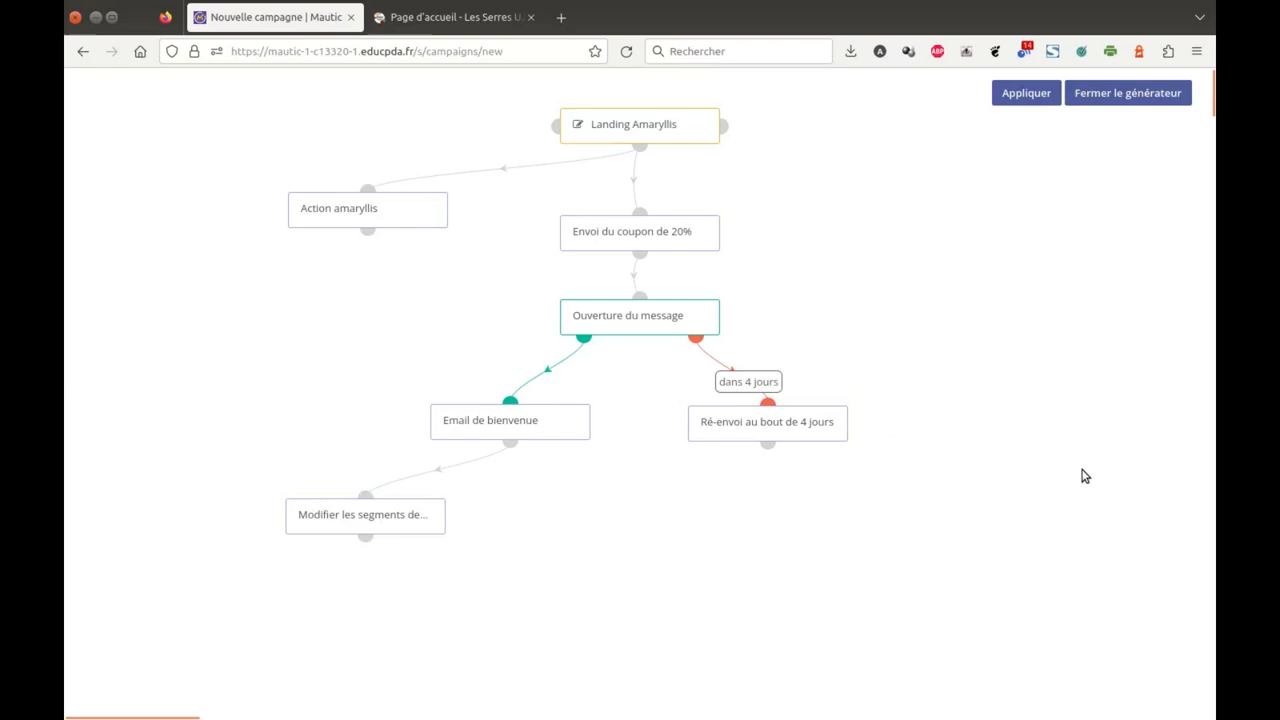 Nouvelle campagne | Mautic
Page d'accueil - Les Serres U
https://mautic-1-c13320-1.educpda.fr/s/campaigns/new
Rechercher
A
ABP
14
S
Appliquer
Fermer le générateur
Landing Amaryllis
Action amaryllis
Envoi du coupon de 20%
Ouverture du message
dans 4 jours
Email de bienvenue
Ré-envoi au bout de 4 jours
Modifier les segments de...